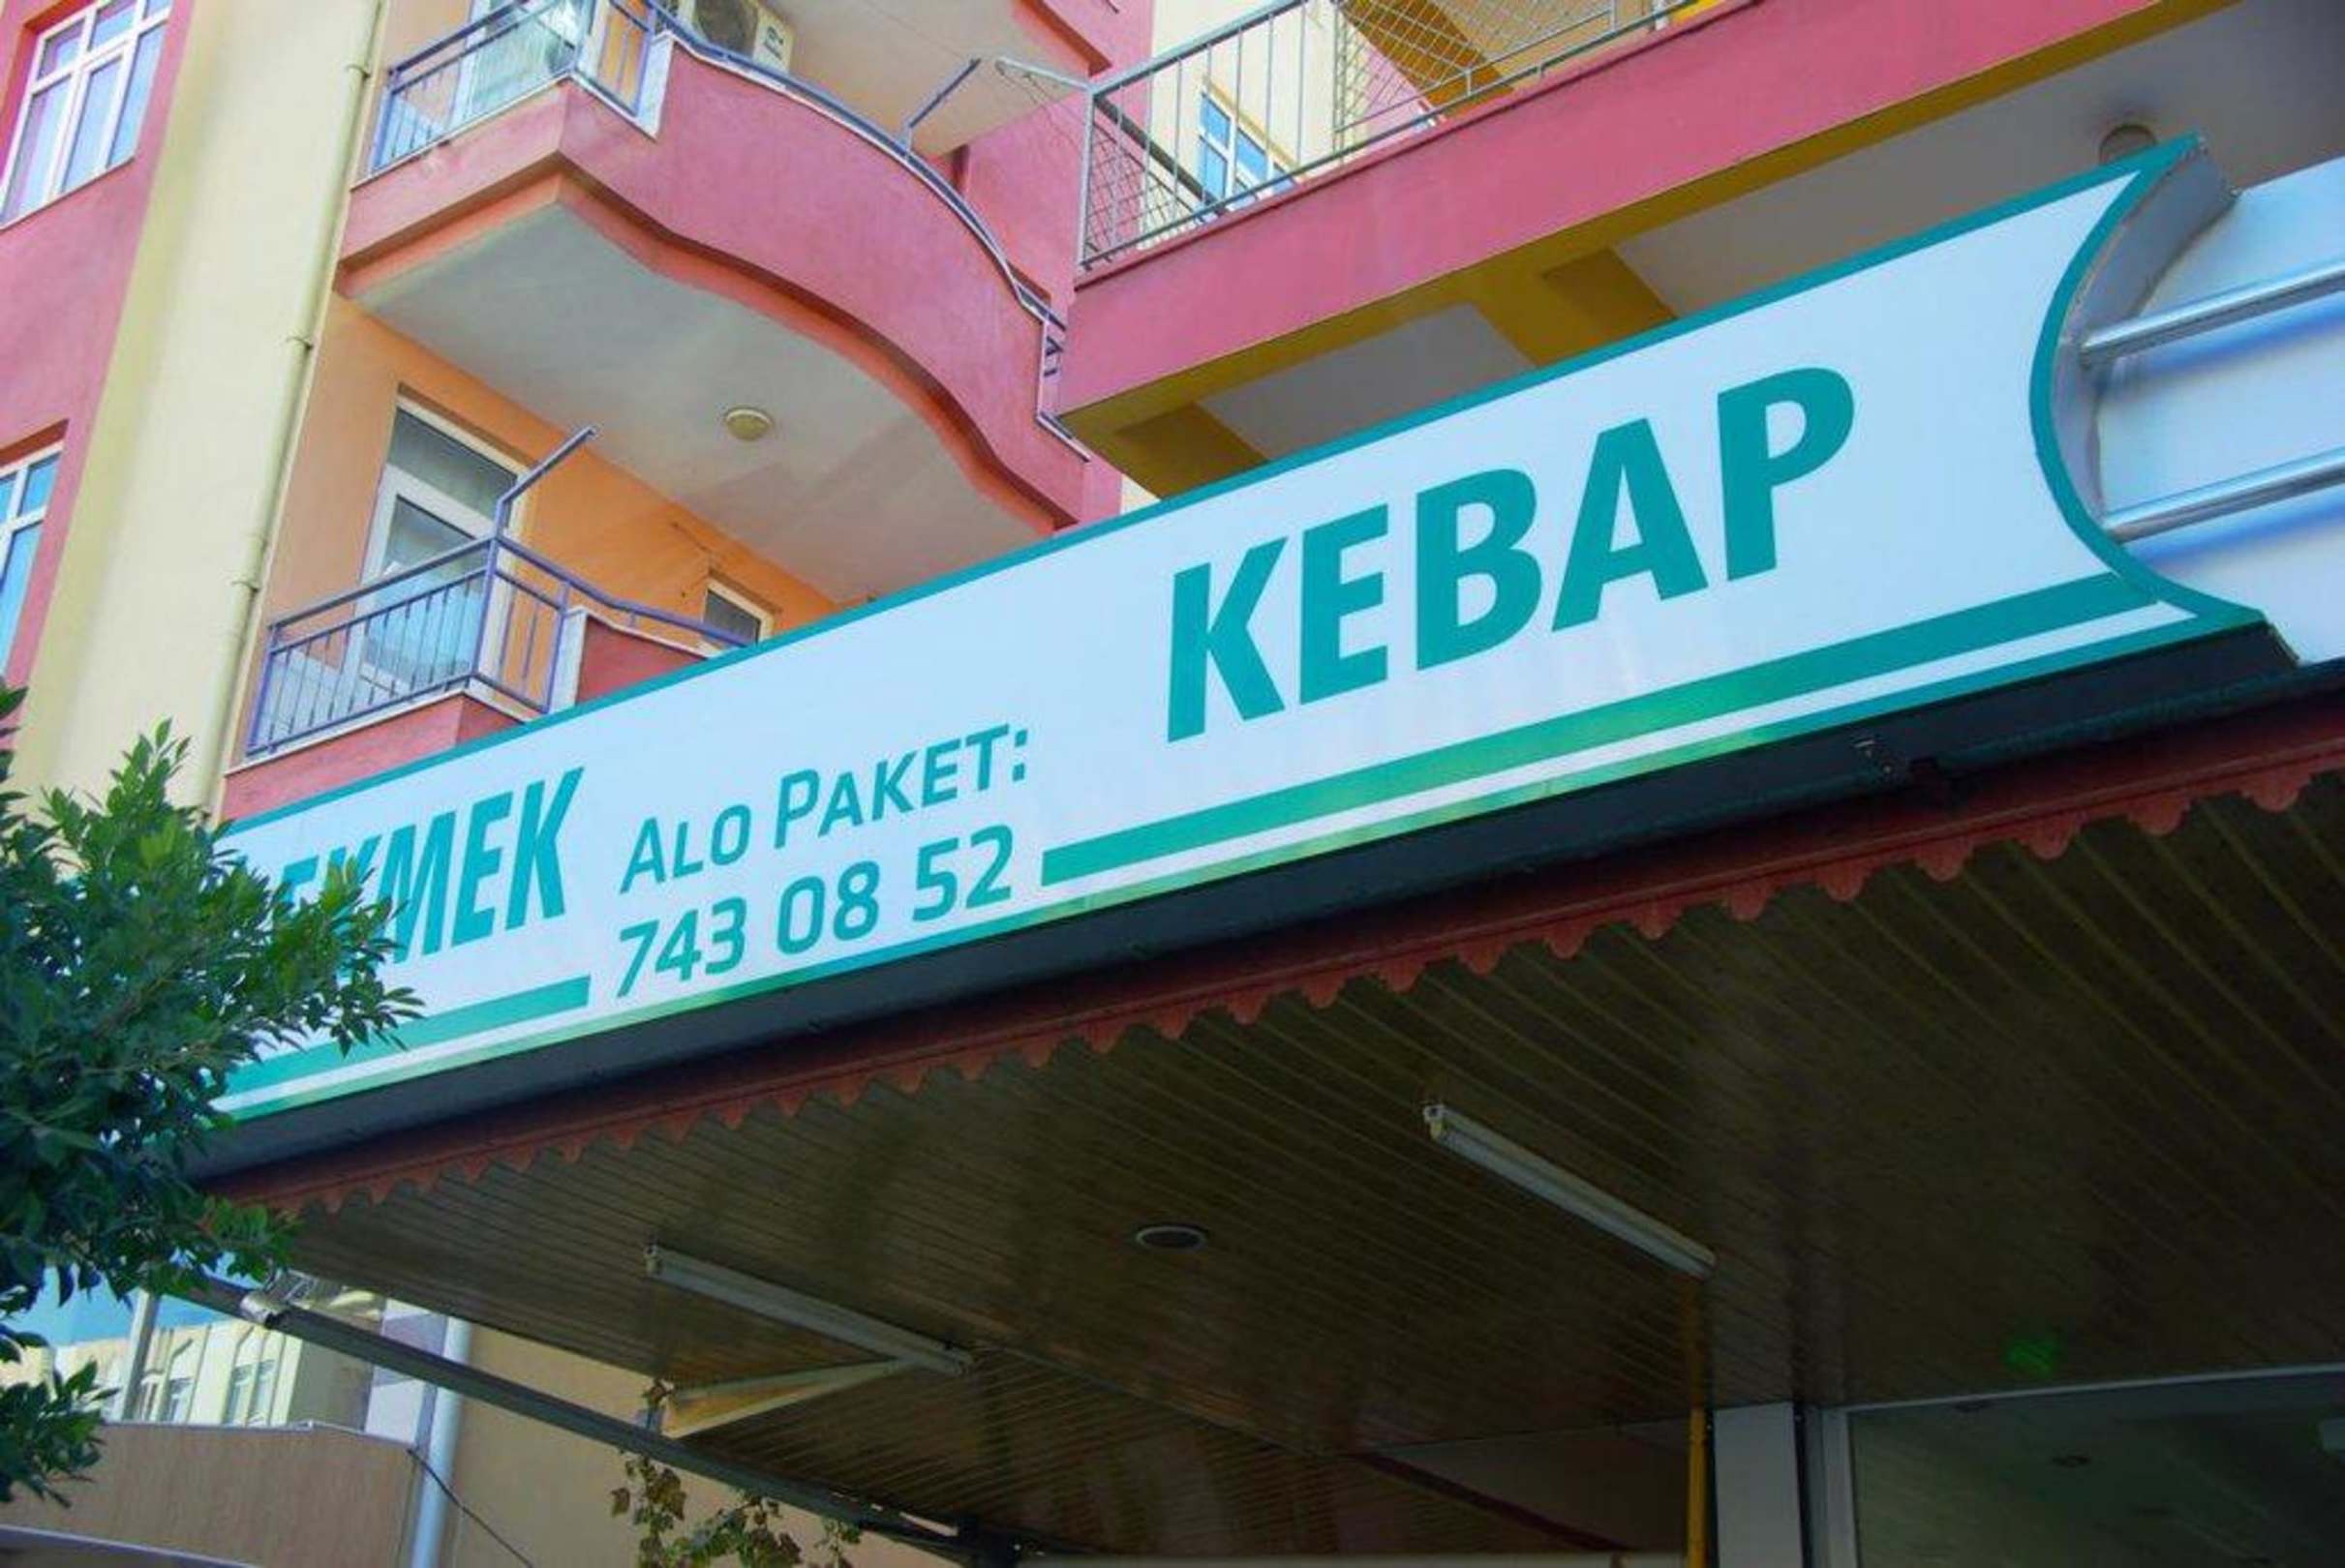 EKMEK
ALO PAKET:
743 08 52
KEBAP